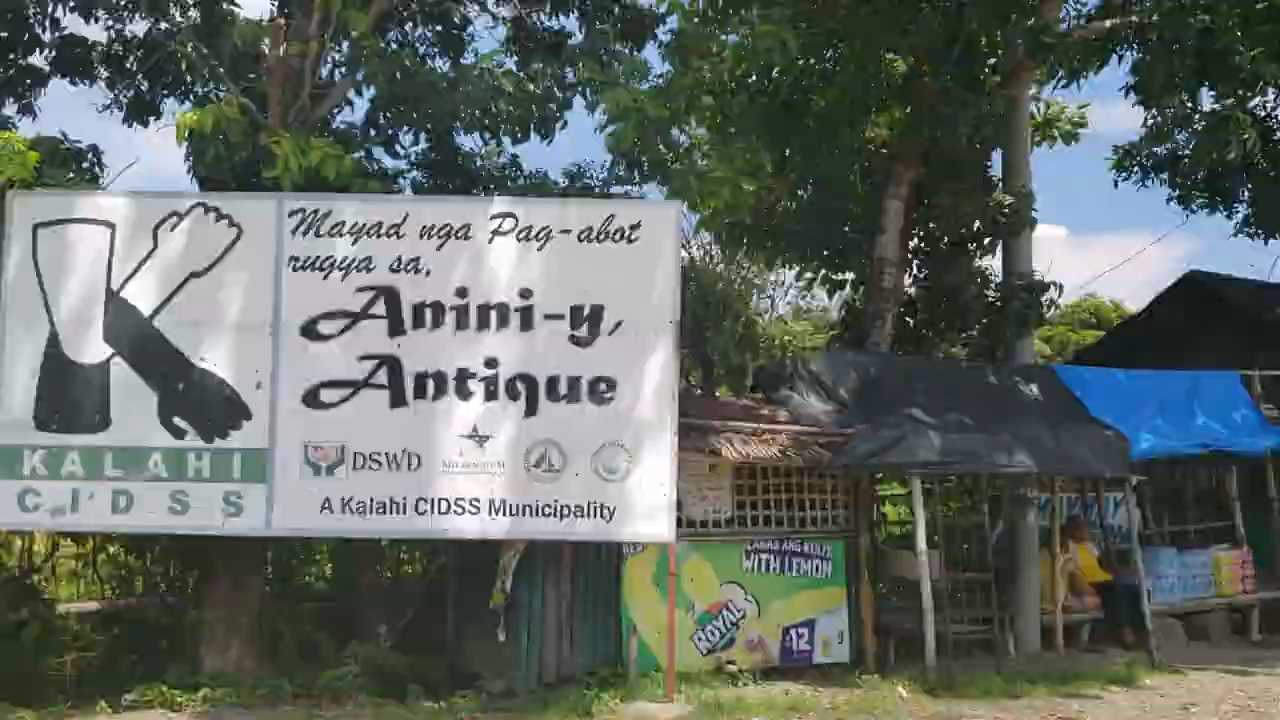 Mayad nga Pag-abot
rugya sa,
Anini-y,
Antique
KALAHI
CIDSS
DSWD
A Kalahi CIDSS Municipality
WITH LEMON
ROYAL
12